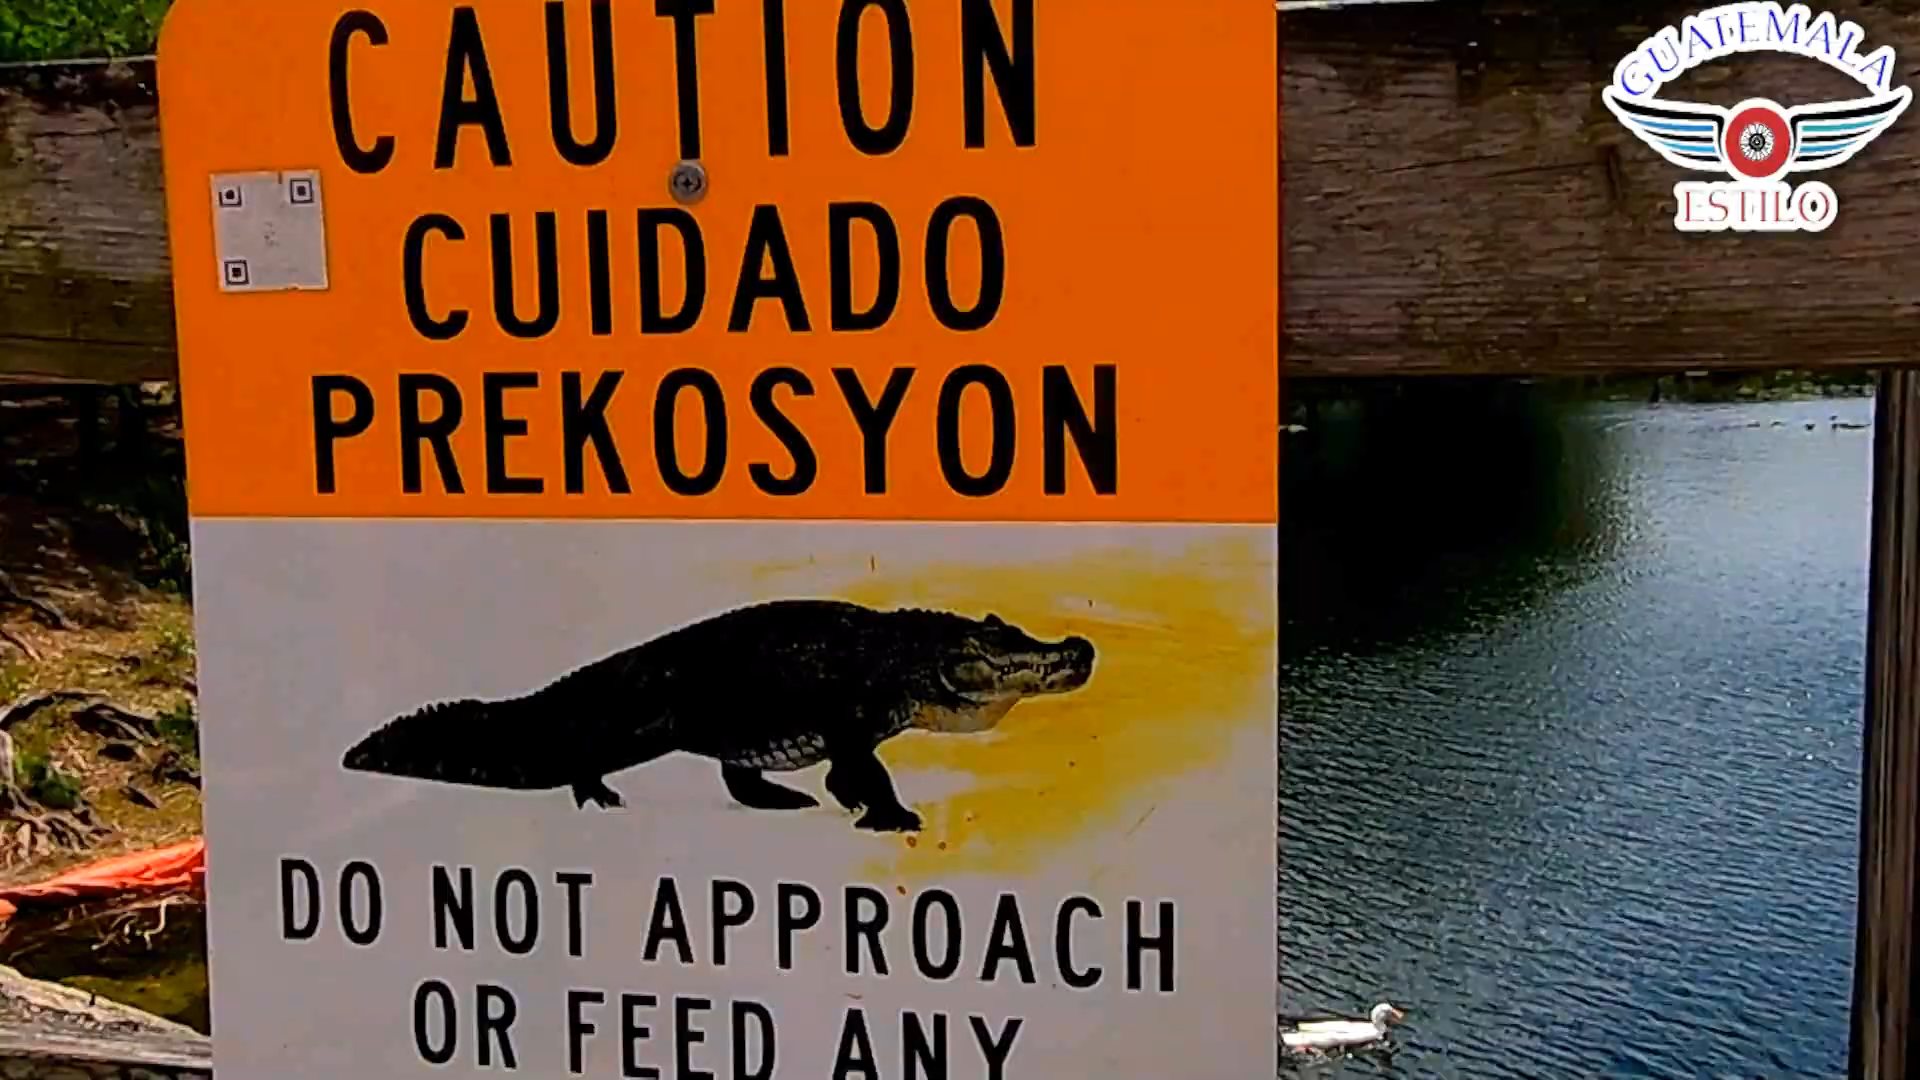 CAUTION
CUIDADO
PREKOSYON
DO NOT APPROACH
OR FEED ANY
GUATEMALA
ESTILO